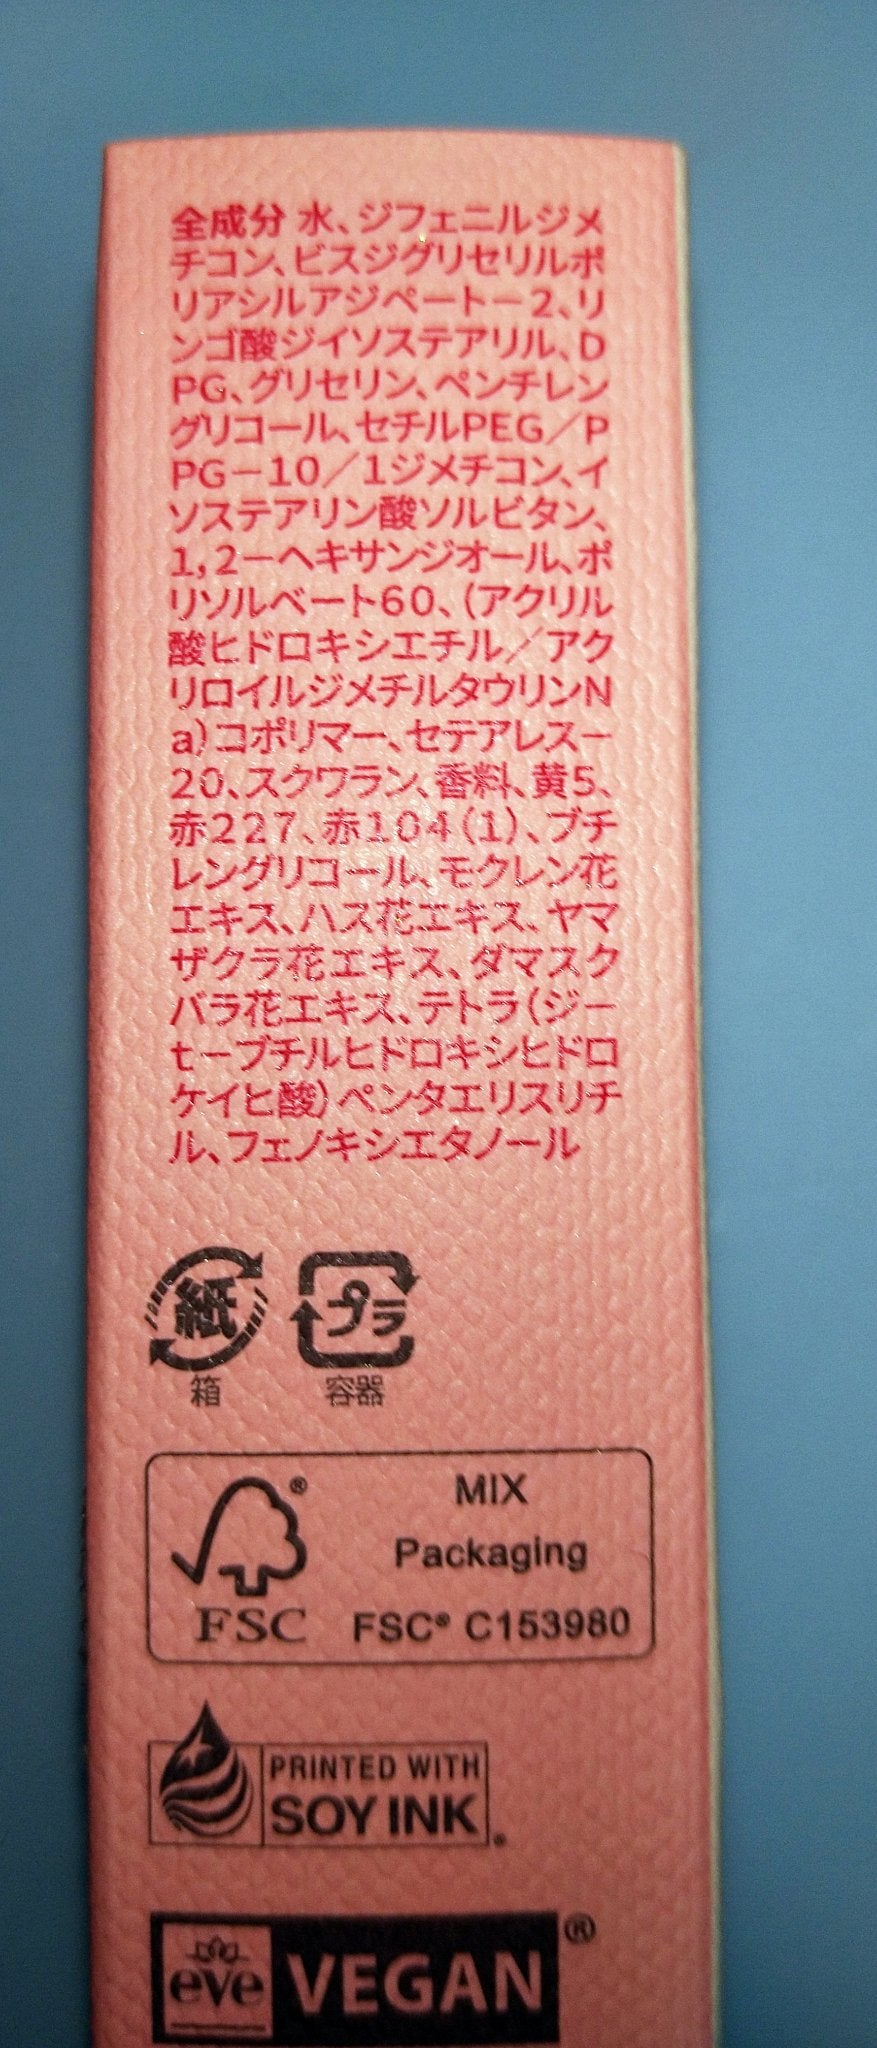 全成分 水、ジフェニルジメ
チコン、ビスジグリセリルポ
リアシルアジペートー2、リ
ンゴ酸ジイソステアリル、D
PG、グリセリン、ペンチレン
グリコール、セチルPEG／P
PG－10／1ジメチコン、イ
ソステアリン酸ソルビタン、
1,2－ヘキサンジオール、ポ
リソルベート60、(アクリル
酸ヒドロキシエチル／アク
リロイルジメチルタウリンN
a)コポリマー、セテアレスー
20、スクワラン、香料、黄5、
赤227、赤104(1)、ブチ
レングリコール、モクレン花
エキス、ハス花エキス、ヤマ
ザクラ花エキス、ダマスク
バラ花エキス、テトラ(ジー
t－ブチルヒドロキシヒドロ
ケイヒ酸)ペンタエリスリチ
ル、フェノキシエタノール
紙 プラ
箱 容器
MIX
Packaging
FSC FSC® C153980
PRINTED WITH
SOY INK
eve VEGAN®